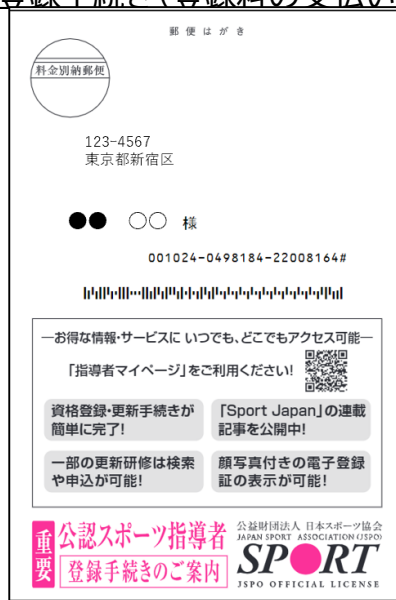 登録手続きや登録料の支払い
郵便はがき
料金別納郵便
123-4567
東京都新宿区
●● 〇〇 様
001024-0498184-22008164#
―お得な情報・サービスに いつでも、どこでもアクセス可能―
「指導者マイページ」をご利用ください!
資格登録・更新手続きが
簡単に完了!
「Sport Japan」の連載
記事を公開中!
一部の更新研修は検索
や申込が可能!
顔写真付きの電子登録
証の表示が可能!
重要
公認スポーツ指導者
登録手続きのご案内
公益財団法人 日本スポーツ協会
JAPAN SPORT ASSOCIATION (JSPO)
SPORT
JSPO OFFICIAL LICENSE